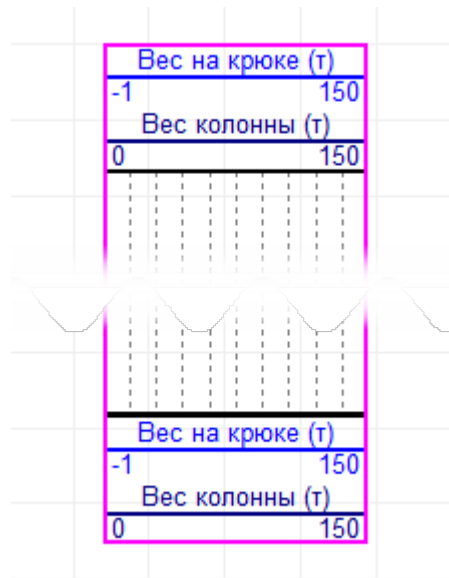 Вес на крюке (т)
-1 150
Вес колонны (т)
0 150
Вес на крюке (т)
-1 150
Вес колонны (т)
0 150